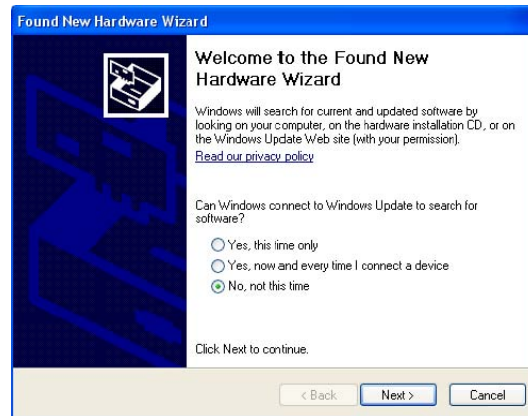 Found New Hardware Wizard
Welcome to the Found New
Hardware Wizard
Windows will search for current and updated software by
looking on your computer, on the hardware installation CD, or on
the Windows Update Web site (with your permission).
Read our privacy policy
Can Windows connect to Windows Update to search for
software?
Yes, this time only
Yes, now and every time I connect a device
No, not this time
Click Next to continue.
< Back
Next >
Cancel